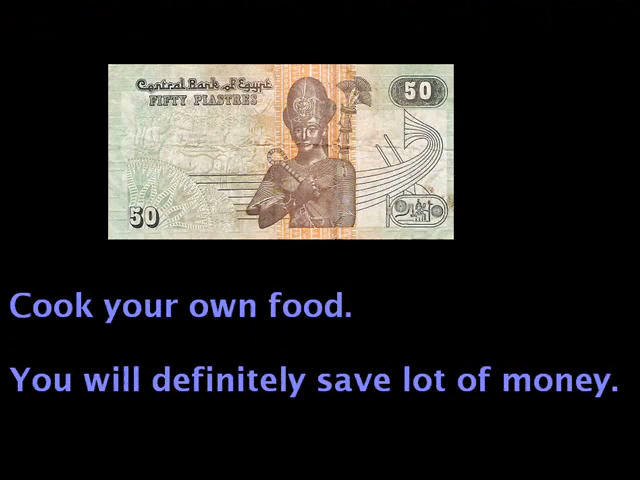 Central Bank of Egypt
FIFTY PIASTRES
50
50
Cook your own food.
You will definitely save lot of money.